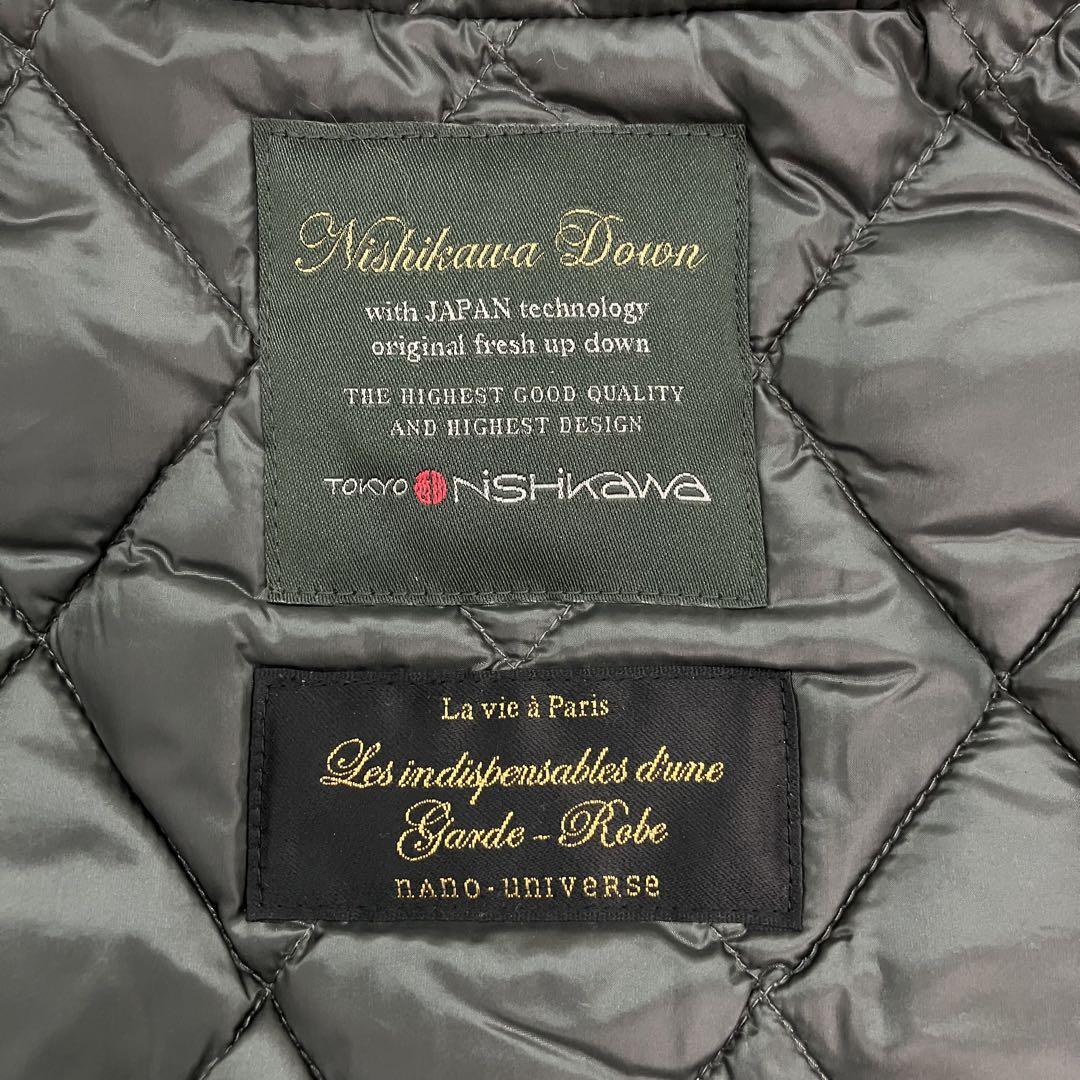 Nishikawa Down
with JAPAN technology
original fresh up down
THE HIGHEST GOOD QUALITY
AND HIGHEST DESIGN
TOKYO NiSHiKaWa
La vie à Paris
Les indispensables d'une
Garde - Robe
nAno · unIVeRse